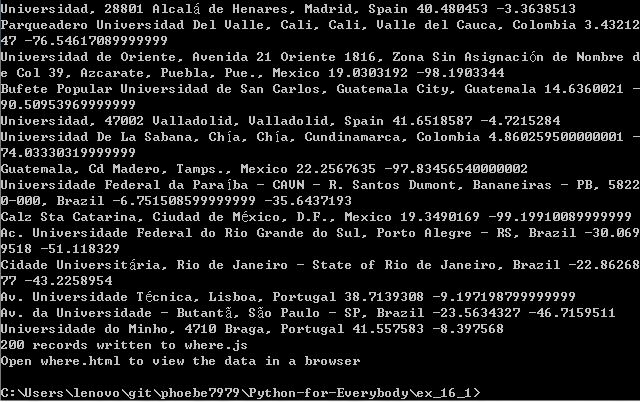 Universidad, 28801 Alcalá de Henares, Madrid, Spain 40.480453 -3.3638513
Parqueadero Universidad Del Valle, Cali, Cali, Valle del Cauca, Colombia 3.43212
47 -76.54617089999999
Universidad de Oriente, Avenida 21 Oriente 1816, Zona Sin Asignación de Nombre d
e Col 39, Azcarate, Puebla, Pue., Mexico 19.0303192 -98.1903344
Bufete Popular Universidad de San Carlos, Guatemala City, Guatemala 14.6360021 -
90.50953969999999
Universidad, 47002 Valladolid, Valladolid, Spain 41.6518587 -4.7215284
Universidad De La Sabana, Chía, Chía, Cundinamarca, Colombia 4.860259500000001 -
74.03330319999999
Guatemala, Cd Madero, Tamps., Mexico 22.2567635 -97.83456540000002
Universidade Federal da Paraíba - CAVN - R. Santos Dumont, Bananeiras - PB, 5822
0-000, Brazil -6.751508599999999 -35.6437193
Calz Sta Catarina, Ciudad de México, D.F., Mexico 19.3490169 -99.19910089999999
Ac. Universidade Federal do Rio Grande do Sul, Porto Alegre - RS, Brazil -30.069
9518 -51.118329
Cidade Universitária, Rio de Janeiro - State of Rio de Janeiro, Brazil -22.86268
77 -43.2258954
Av. Universidade Técnica, Lisboa, Portugal 38.7139308 -9.197198799999999
Av. da Universidade - Butantã, São Paulo - SP, Brazil -23.5634327 -46.7159511
Universidade do Minho, 4710 Braga, Portugal 41.557583 -8.397568
200 records written to where.js
Open where.html to view the data in a browser
C:\Users\lenovo\git\phoebe7979\Python-for-Everybody\ex_16_1>